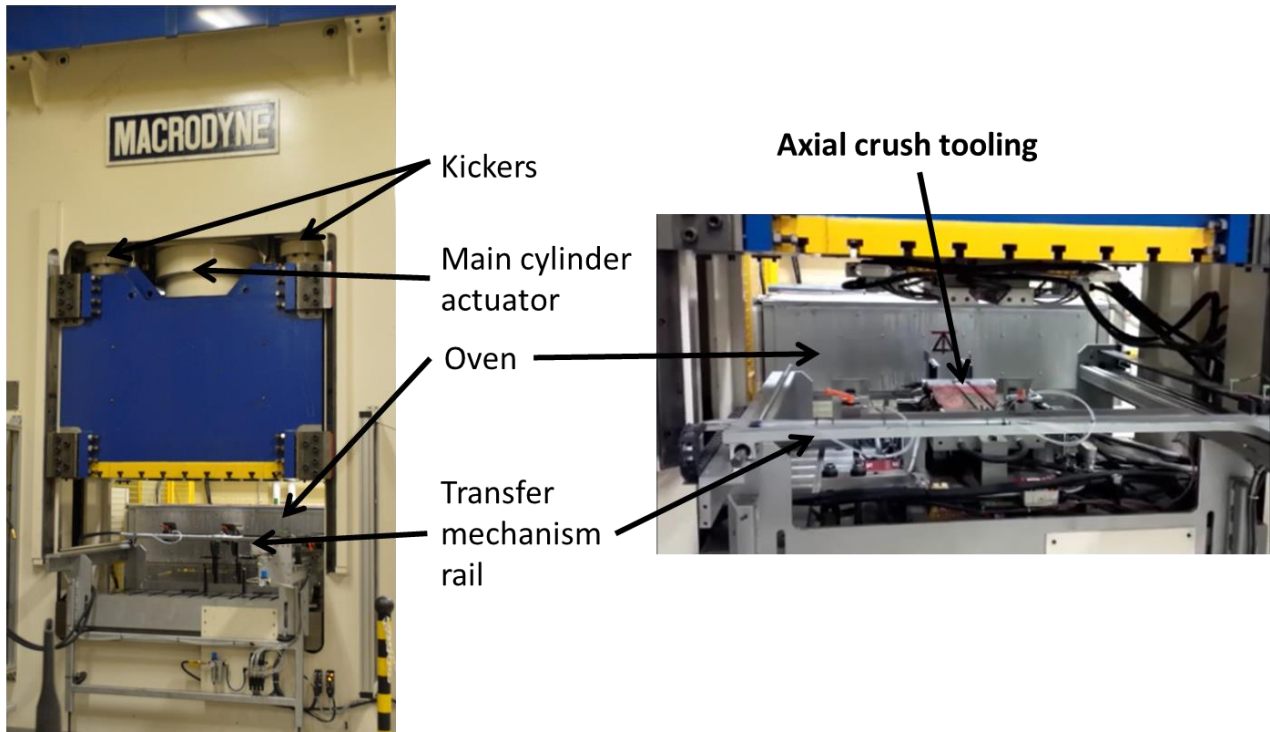 MACRODYNE
Kickers
Main cylinder
actuator
Oven
Transfer
mechanism
rail
Axial crush tooling